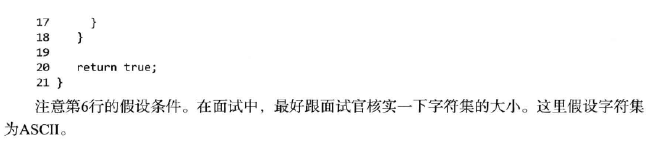 17      }
18    }
19
20    return true;
21 }
注意第6行的假设条件。在面试中，最好跟面试官核实一下字符集的大小。这里假设字符集
为ASCII。